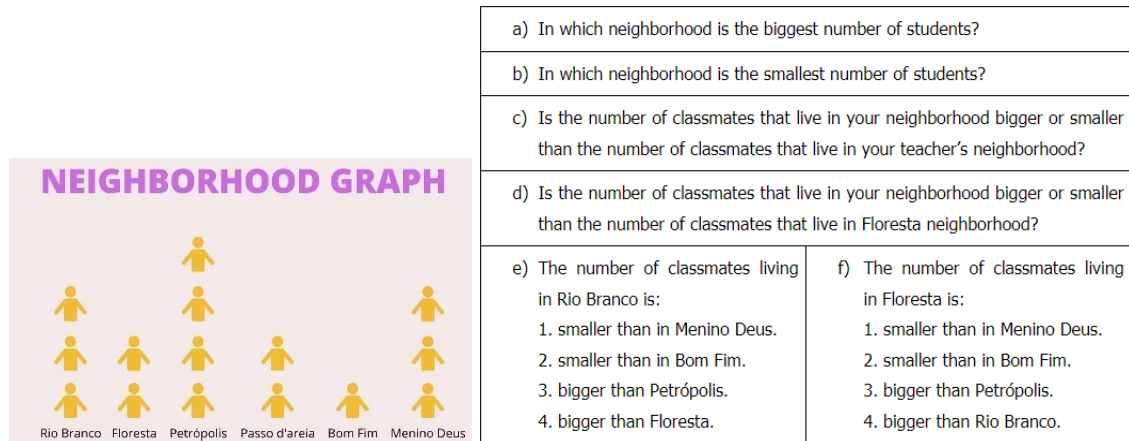 NEIGHBORHOOD GRAPH
Rio Branco Floresta Petrópolis Passo d'areia Bom Fim Menino Deus
a) In which neighborhood is the biggest number of students?
b) In which neighborhood is the smallest number of students?
c) Is the number of classmates that live in your neighborhood bigger or smaller
than the number of classmates that live in your teacher's neighborhood?
d) Is the number of classmates that live in your neighborhood bigger or smaller
than the number of classmates that live in Floresta neighborhood?
e) The number of classmates living
in Rio Branco is:
1. smaller than in Menino Deus.
2. smaller than in Bom Fim.
3. bigger than Petrópolis.
4. bigger than Floresta.
f) The number of classmates living
in Floresta is:
1. smaller than in Menino Deus.
2. smaller than in Bom Fim.
3. bigger than Petrópolis.
4. bigger than Rio Branco.